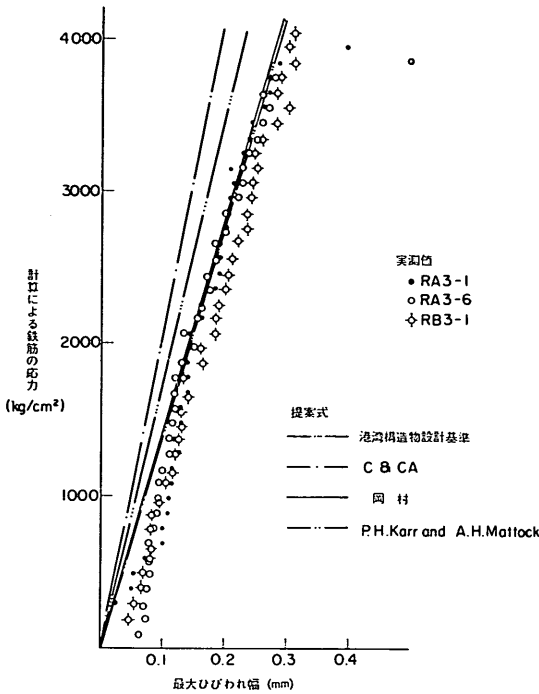 4000
3000
2000
1000
計算による鉄筋の応力
(kg/cm²)
実測値
RA3-1
RA3-6
RB3-1
提案式
港湾構造物設計基準
C & CA
岡村
P.H.Karr and A.H.Mattock
0.1 0.2 0.3 0.4
最大ひびわれ幅 (mm)